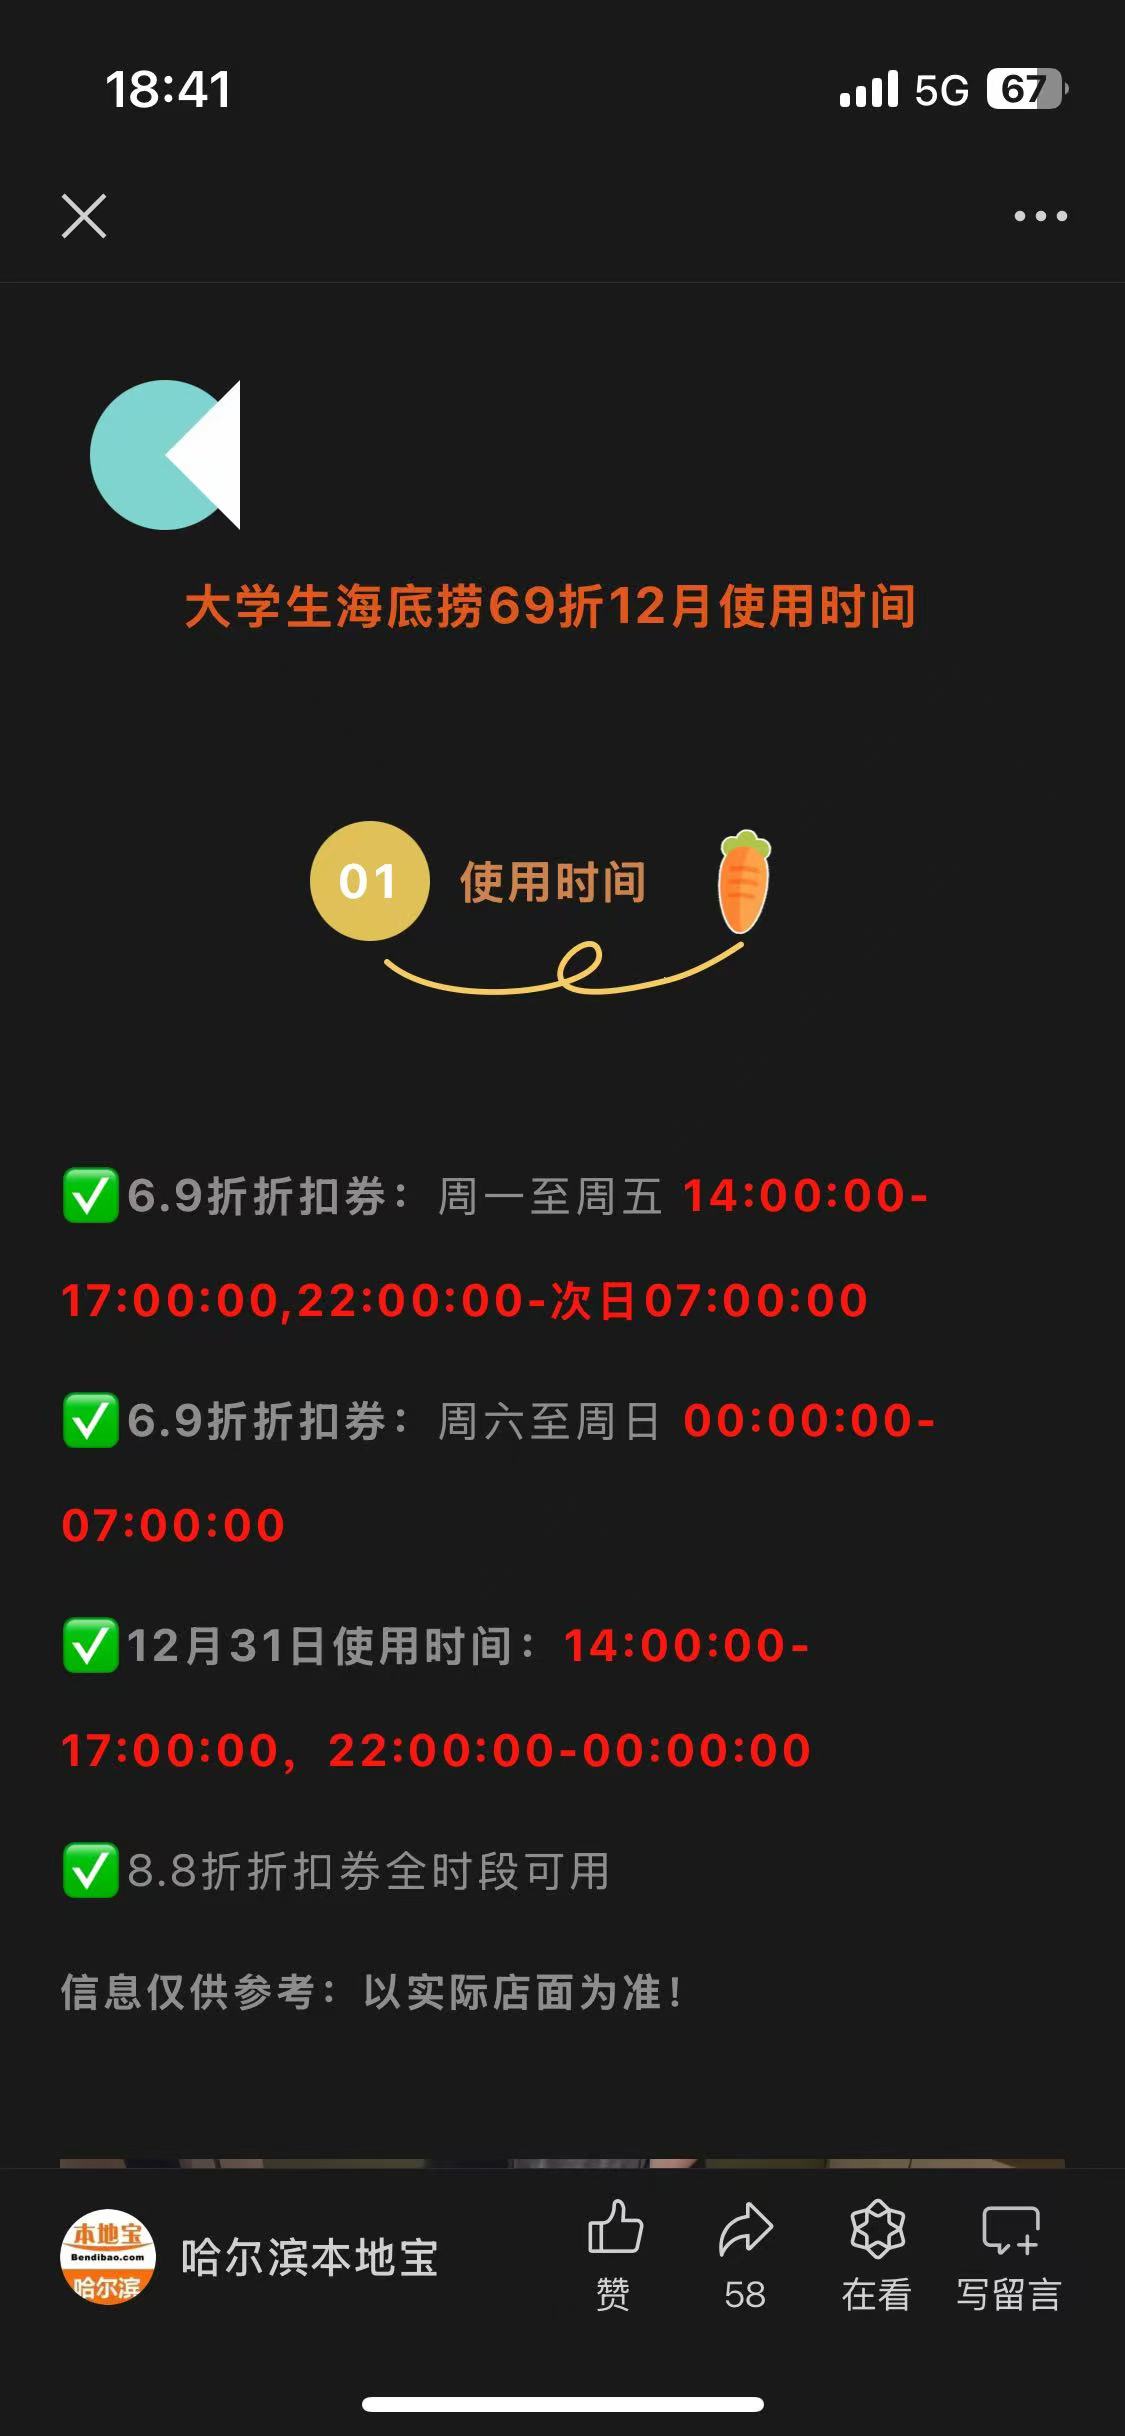 18:41
5G
67
大学生海底捞69折12月使用时间
01 使用时间
✅6.9折折扣券：周一至周五 14:00:00-
17:00:00,22:00:00-次日07:00:00
✅6.9折折扣券：周六至周日 00:00:00-
07:00:00
✅12月31日使用时间：14:00:00-
17:00:00，22:00:00-00:00:00
✅8.8折折扣券全时段可用
信息仅供参考：以实际店面为准！
本地宝
Bendibao.com
哈尔滨
哈尔滨本地宝
赞
58
在看
写留言